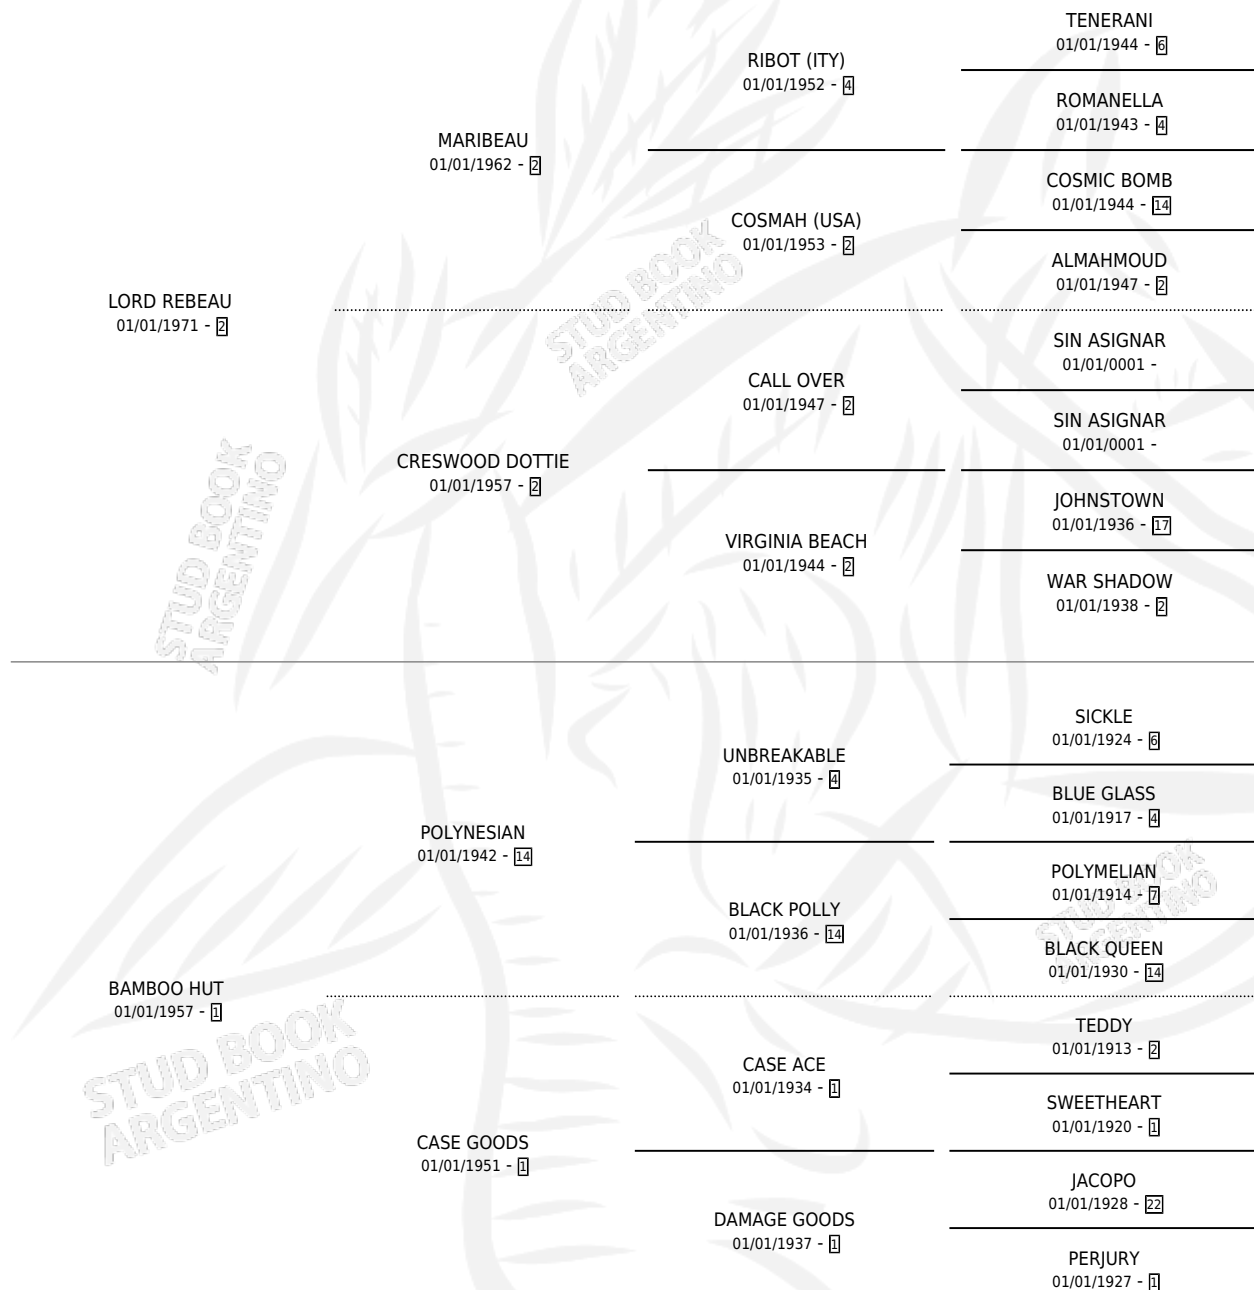 TENERANI
01/01/1944 - 6
RIBOT (ITY)
01/01/1952 - 4
ROMANELLA
01/01/1943 - 4
MARIBEAU
01/01/1962 - 2
COSMIC BOMB
01/01/1944 - 14
COSMAH (USA)
01/01/1953 - 2
ALMAHMOUD
01/01/1947 - 2
LORD REBEAU
01/01/1971 - 2
STUD BOOK
ARGENTINO
SIN ASIGNAR
01/01/0001 -
CALL OVER
01/01/1947 - 2
SIN ASIGNAR
01/01/0001 -
CRESWOOD DOTTIE
01/01/1957 - 2
JOHNSTOWN
01/01/1936 - 17
VIRGINIA BEACH
01/01/1944 - 2
WAR SHADOW
01/01/1938 - 2
STUD BOOK
ARGENTINO
SICKLE
01/01/1924 - 6
UNBREAKABLE
01/01/1935 - 4
BLUE GLASS
01/01/1917 - 4
POLYNESIAN
01/01/1942 - 14
POLYMELIAN
01/01/1914 - 7
BLACK POLLY
01/01/1936 - 14
STUD BOOK
ARGENTINO
BLACK QUEEN
01/01/1930 - 14
BAMBOO HUT
01/01/1957 - 1
TEDDY
01/01/1913 - 2
CASE ACE
01/01/1934 - 1
SWEETHEART
01/01/1920 - 1
STUD BOOK
ARGENTINO
CASE GOODS
01/01/1951 - 1
JACOPO
01/01/1928 - 22
DAMAGE GOODS
01/01/1937 - 1
PERJURY
01/01/1927 - 1